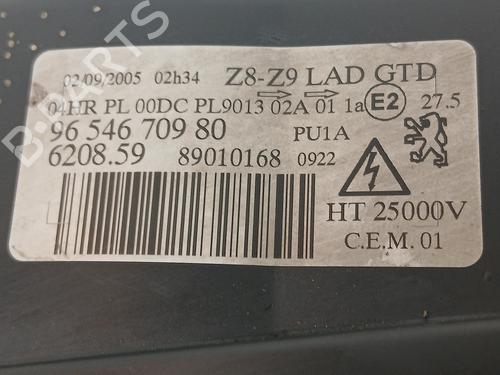 B-PARTS
02/09/2005 02h34 Z8-Z9 LAD GTD
04HR PL 00DC PL9013 02A 01 1a E2 27.5
96 546 709 80 PU1A
6208.59 89010168 0922
HT 25000V
C.E.M. 01